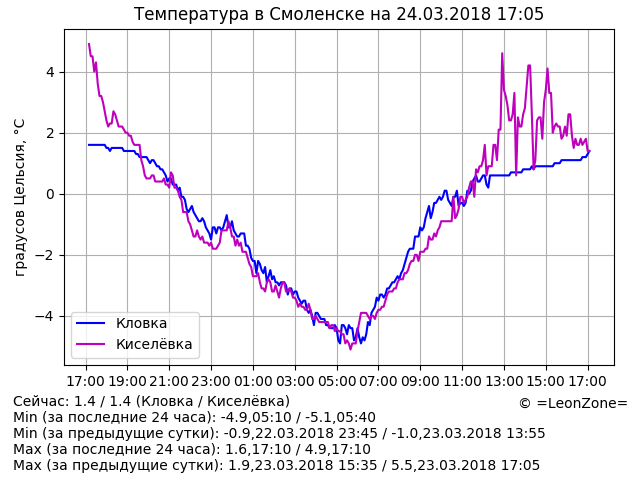 Температура в Смоленске на 24.03.2018 17:05
градусов Цельсия, °C
4
2
0
−2
−4
Кловка
Киселёвка
17:00 19:00 21:00 23:00 01:00 03:00 05:00 07:00 09:00 11:00 13:00 15:00 17:00
Сейчас: 1.4 / 1.4 (Кловка / Киселёвка)
© =LeonZone=
Min (за последние 24 часа): -4.9,05:10 / -5.1,05:40
Min (за предыдущие сутки): -0.9,22.03.2018 23:45 / -1.0,23.03.2018 13:55
Max (за последние 24 часа): 1.6,17:10 / 4.9,17:10
Max (за предыдущие сутки): 1.9,23.03.2018 15:35 / 5.5,23.03.2018 17:05